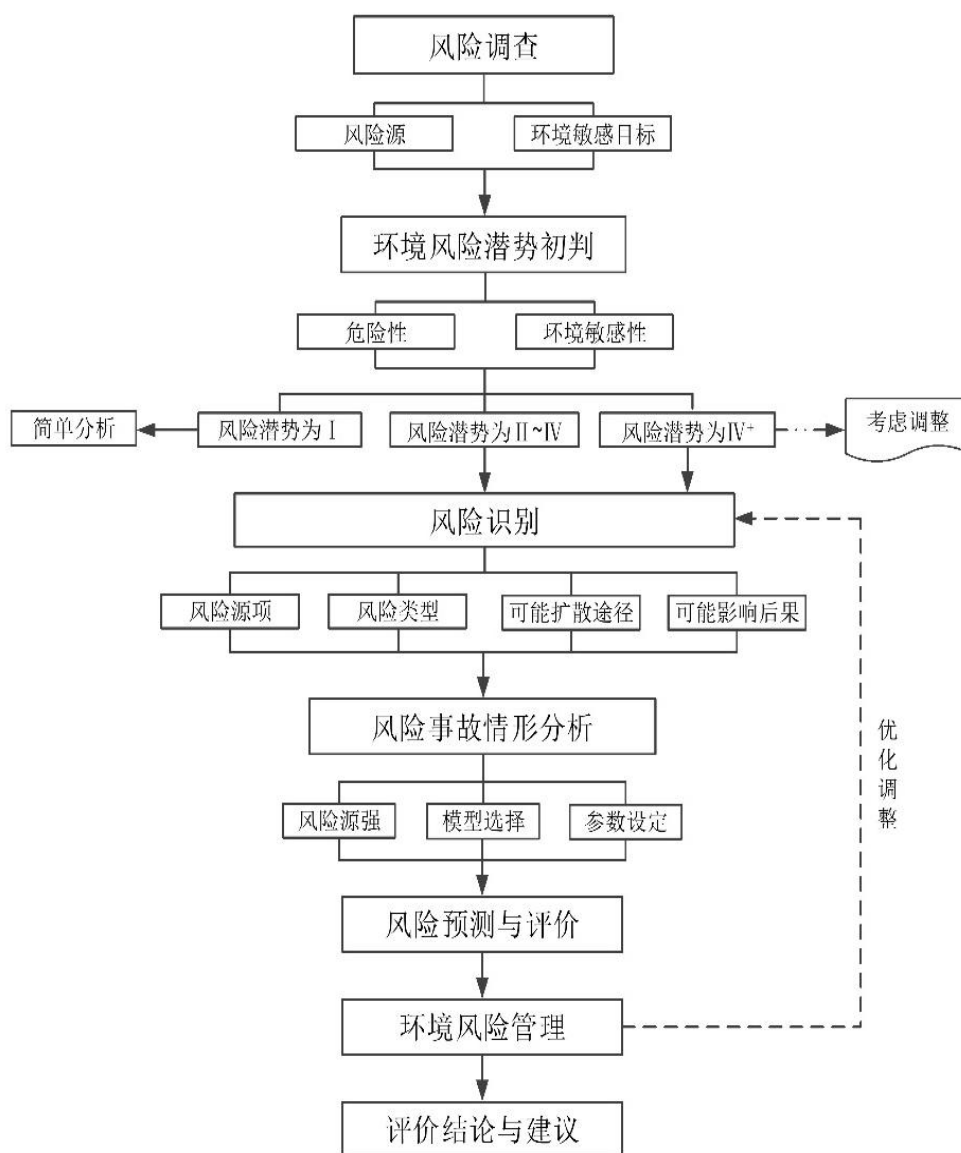 风险调查
风险源
环境敏感目标
环境风险潜势初判
危险性
环境敏感性
简单分析
风险潜势为Ⅰ
风险潜势为Ⅱ~Ⅳ
风险潜势为Ⅳ⁺
考虑调整
风险识别
风险源项
风险类型
可能扩散途径
可能影响后果
风险事故情形分析
优化调整
风险源强
模型选择
参数设定
风险预测与评价
环境风险管理
评价结论与建议